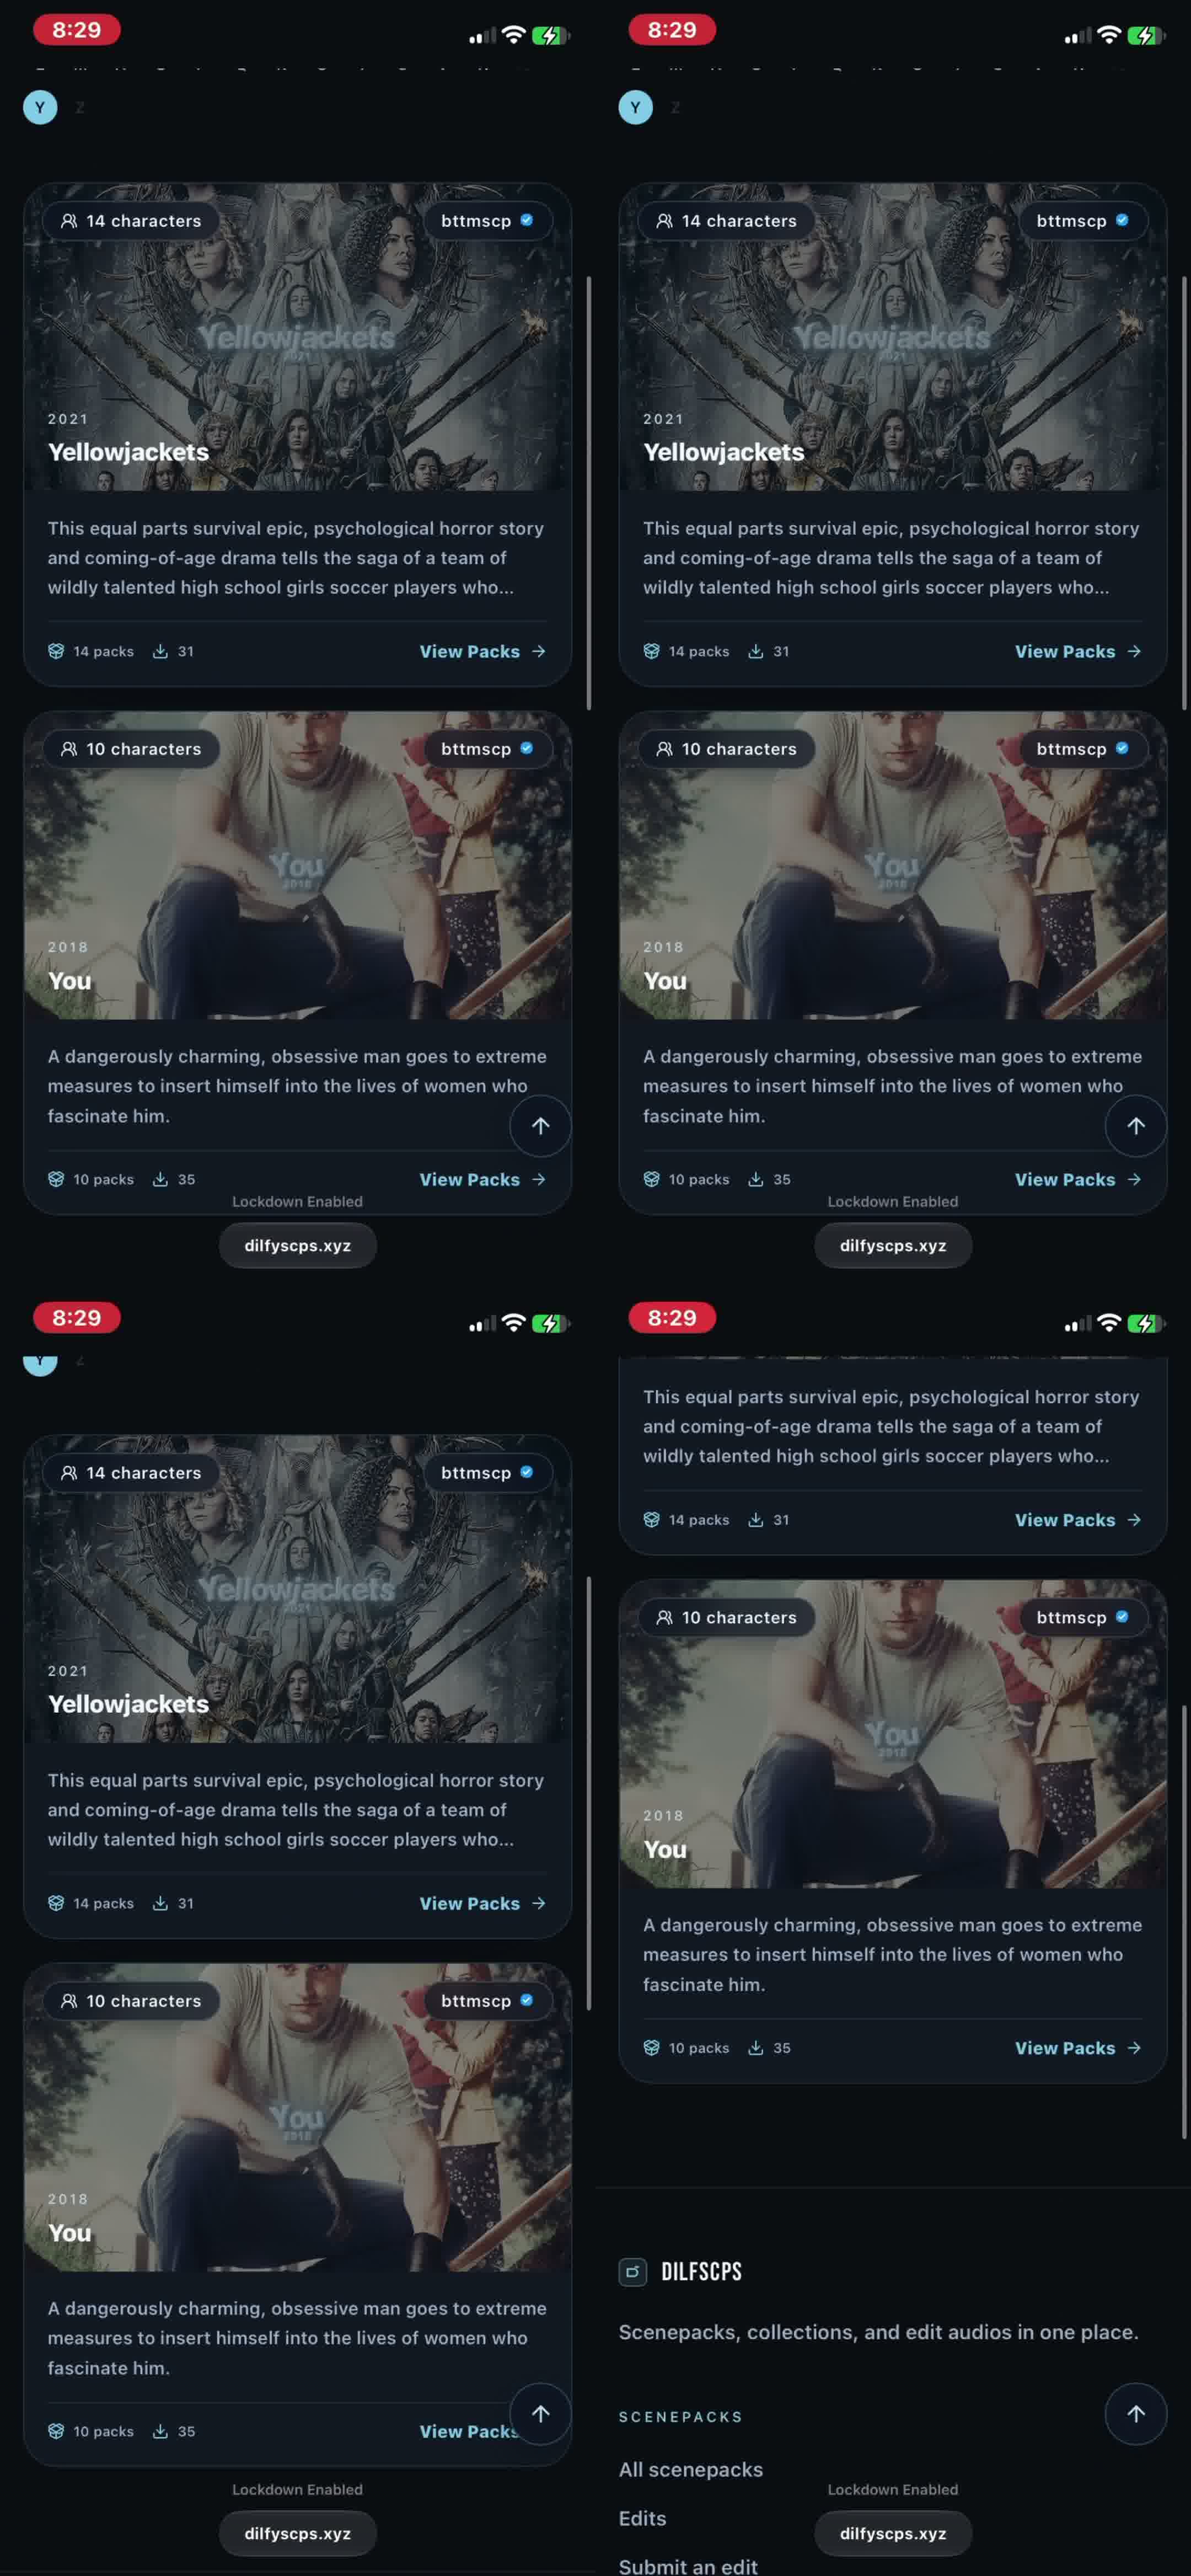 8:29
Y Z
14 characters
bttmscp
Yellowjackets
2021
2021
Yellowjackets
This equal parts survival epic, psychological horror story
and coming-of-age drama tells the saga of a team of
wildly talented high school girls soccer players who...
14 packs 31 View Packs
10 characters
bttmscp
You
2018
2018
You
A dangerously charming, obsessive man goes to extreme
measures to insert himself into the lives of women who
fascinate him.
10 packs 35 View Packs
Lockdown Enabled
dilfyscps.xyz
8:29
Y Z
14 characters
bttmscp
Yellowjackets
2021
2021
Yellowjackets
This equal parts survival epic, psychological horror story
and coming-of-age drama tells the saga of a team of
wildly talented high school girls soccer players who...
14 packs 31 View Packs
10 characters
bttmscp
You
2018
2018
You
A dangerously charming, obsessive man goes to extreme
measures to insert himself into the lives of women who
fascinate him.
10 packs 35 View Packs
Lockdown Enabled
dilfyscps.xyz
8:29
Y Z
14 characters
bttmscp
Yellowjackets
2021
2021
Yellowjackets
This equal parts survival epic, psychological horror story
and coming-of-age drama tells the saga of a team of
wildly talented high school girls soccer players who...
14 packs 31 View Packs
10 characters
bttmscp
You
2018
2018
You
A dangerously charming, obsessive man goes to extreme
measures to insert himself into the lives of women who
fascinate him.
10 packs 35 View Packs
Lockdown Enabled
dilfyscps.xyz
8:29
This equal parts survival epic, psychological horror story
and coming-of-age drama tells the saga of a team of
wildly talented high school girls soccer players who...
14 packs 31 View Packs
10 characters
bttmscp
You
2018
2018
You
A dangerously charming, obsessive man goes to extreme
measures to insert himself into the lives of women who
fascinate him.
10 packs 35 View Packs
DILFSCPS
Scenepacks, collections, and edit audios in one place.
SCENEPACKS
All scenepacks
Lockdown Enabled
Edits
dilfyscps.xyz
Submit an edit